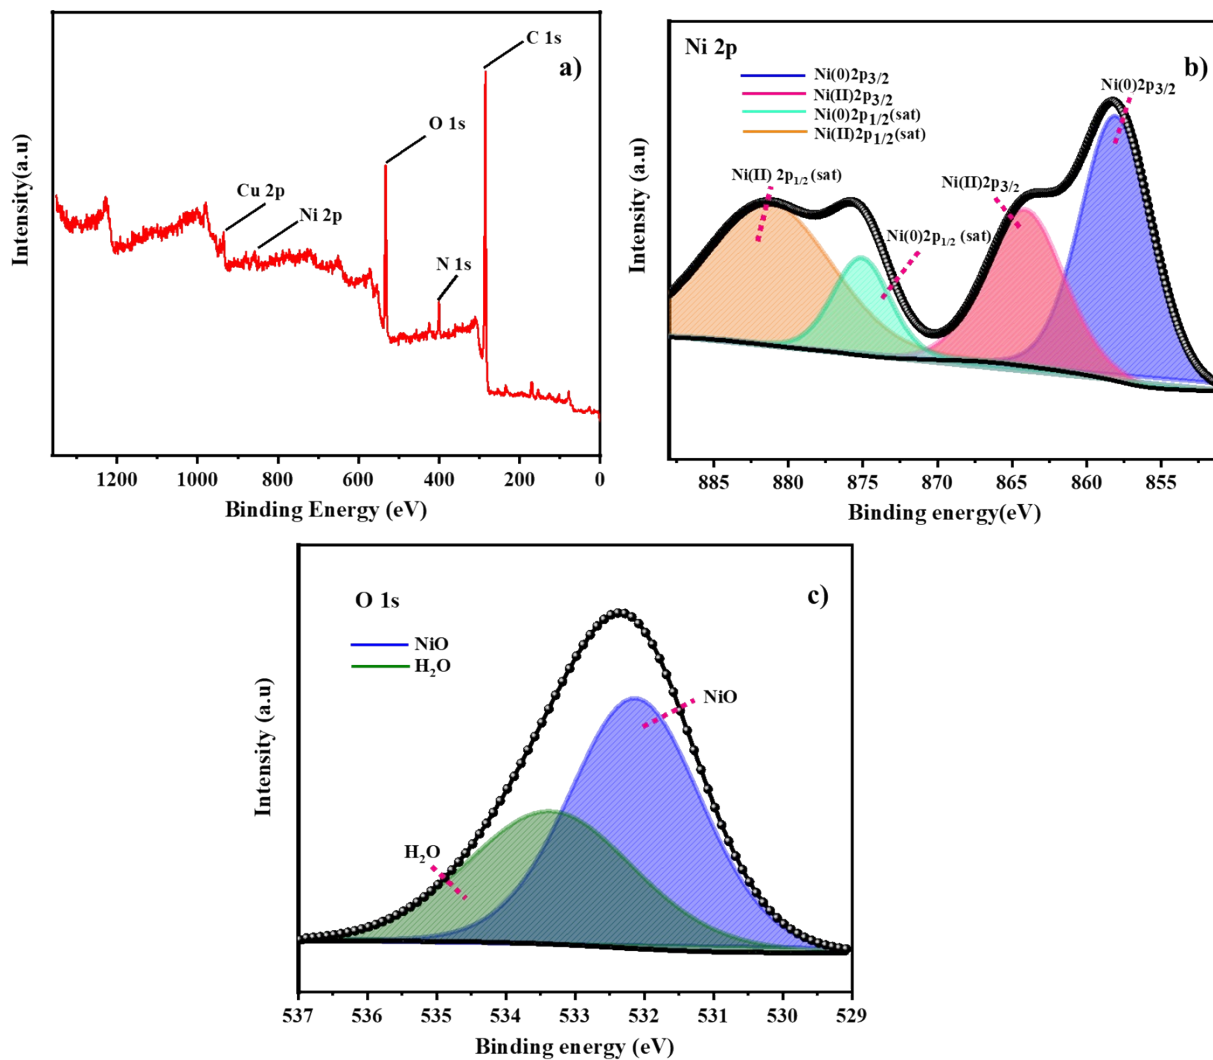 C 1s
a)
O 1s
Cu 2p
Ni 2p
N 1s
Intensity(a.u)
1200 1000 800 600 400 200 0
Binding Energy (eV)
Ni 2p
b)
Ni(0)2p3/2
Ni(II)2p3/2
Ni(0)2p1/2(sat)
Ni(II)2p1/2(sat)
Ni(0)2p3/2
Ni(II) 2p1/2 (sat)
Ni(II)2p3/2
Ni(0)2p1/2 (sat)
Intensity (a.u)
885 880 875 870 865 860 855
Binding energy(eV)
O 1s
c)
NiO
H2O
NiO
H2O
Intensity (a.u)
537 536 535 534 533 532 531 530 529
Binding energy (eV)